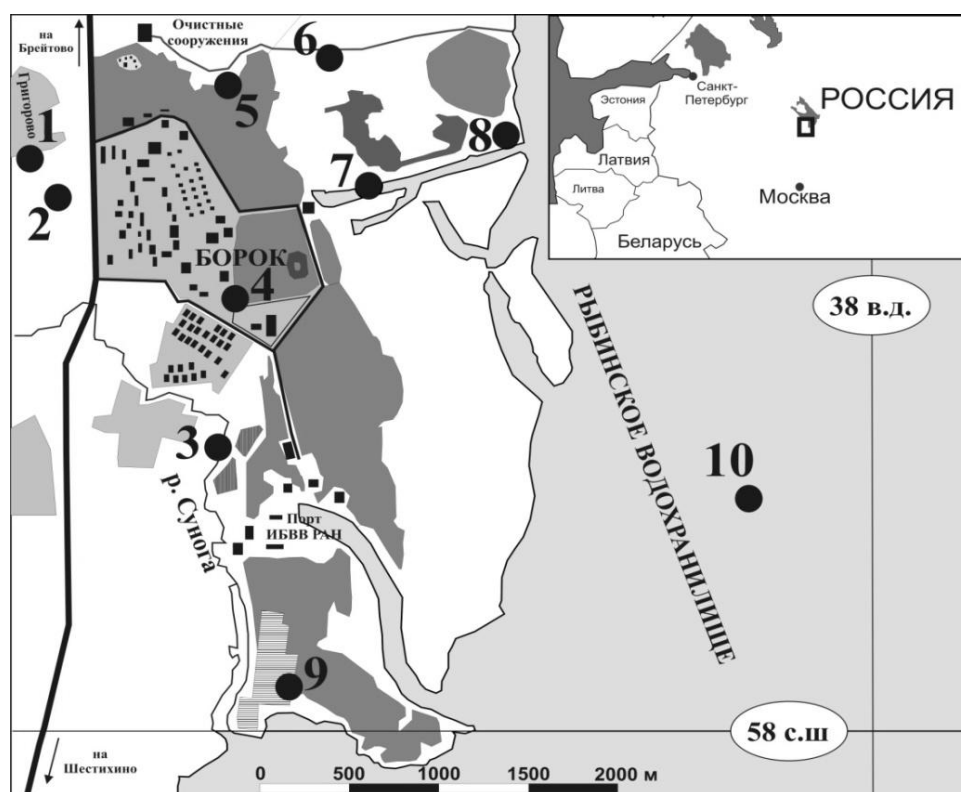 на
Брейтово
Очистные
сооружения
6
5
Григорово
1
2
8
7
БОРОК
4
3
р. Сунога
Порт
ИБВВ РАН
9
на
Шестихино
Санкт-
Петербург
Эстония
РОССИЯ
Латвия
Литва
Москва
Беларусь
38 в.д.
РЫБИНСКОЕ ВОДОХРАНИЛИЩЕ
10
58 с.ш
0 500 1000 1500 2000 м